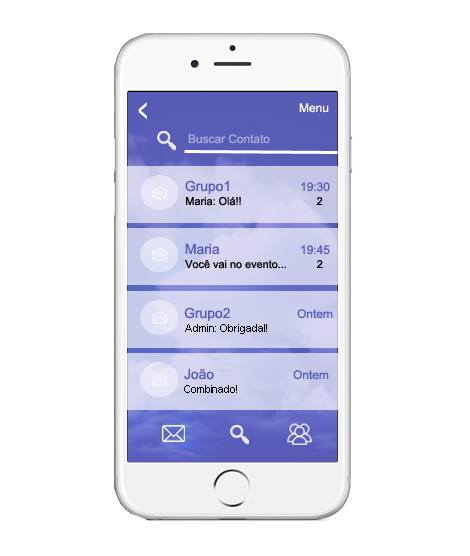 Menu
Buscar Contato
Grupo1 19:30
Maria: Olá!! 2
Maria 19:45
Você vai no evento... 2
Grupo2 Ontem
Admin: Obrigada!!
João Ontem
Combinado!